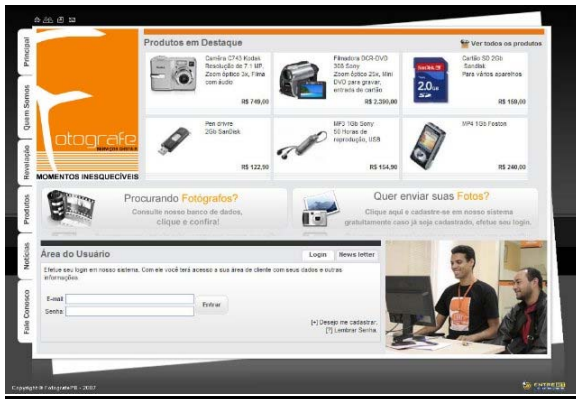 Produtos em Destaque
Ver todos os produtos
Câmera C743 Kodak
Resolução de 7.1 MP,
Zoom óptico 3x, Filma
com áudio
R$ 749,00
Filmadora DCR-DVD
308 Sony
Zoom óptico 25x, Mini
DVD para gravar,
entrada de cartão
R$ 2.390,00
Cartão SD 2Gb
Sandisk
Para vários aparelhos
R$ 159,00
SanDisk
2.0
Pen drive
2Gb SanDisk
R$ 122,90
MP3 1Gb Sony
50 Horas de
reprodução, USB
R$ 154,90
MP4 1Gb Foston
R$ 240,00
Principal
Quem Somos
Revelação
Produtos
Notícias
Fale Conosco
otografe
MOMENTOS INESQUECÍVEIS
Procurando Fotógrafos?
Consulte nosso banco de dados,
clique e confira!
Quer enviar suas Fotos?
Clique aqui e cadastre-se em nosso sistema
gratuitamente caso já seja cadastrado, efetue seu login.
Área do Usuário
Login
News letter
Efetue seu login em nosso sistema. Com ele você terá acesso a sua área de cliente com seus dados e outras
informações
E-mail:
Senha:
Entrar
[+] Desejo me cadastrar.
[?] Lembrar Senha.
Copyright © FotografePE - 2007